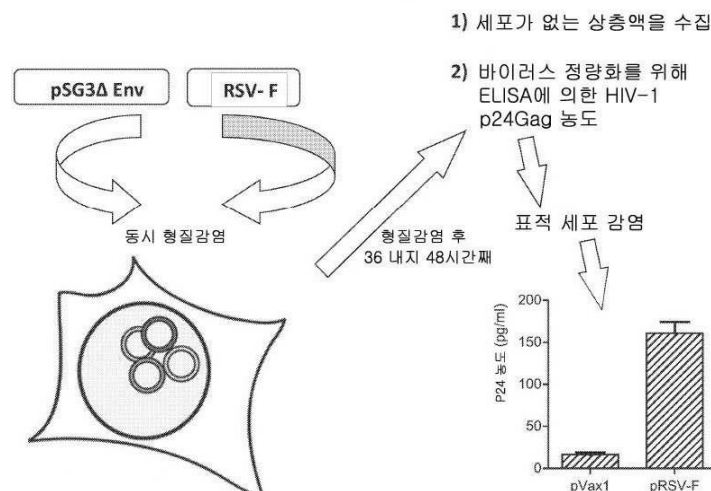 1) 세포가 없는 상층액을 수집
2) 바이러스 정량화를 위해
ELISA에 의한 HIV-1
p24Gag 농도
pSG3Δ Env
RSV- F
동시 형질감염
형질감염 후
36 내지 48시간째
표적 세포 감염
P24 농도 (pg/ml)
200
150
100
50
0
pVax1
pRSV-F